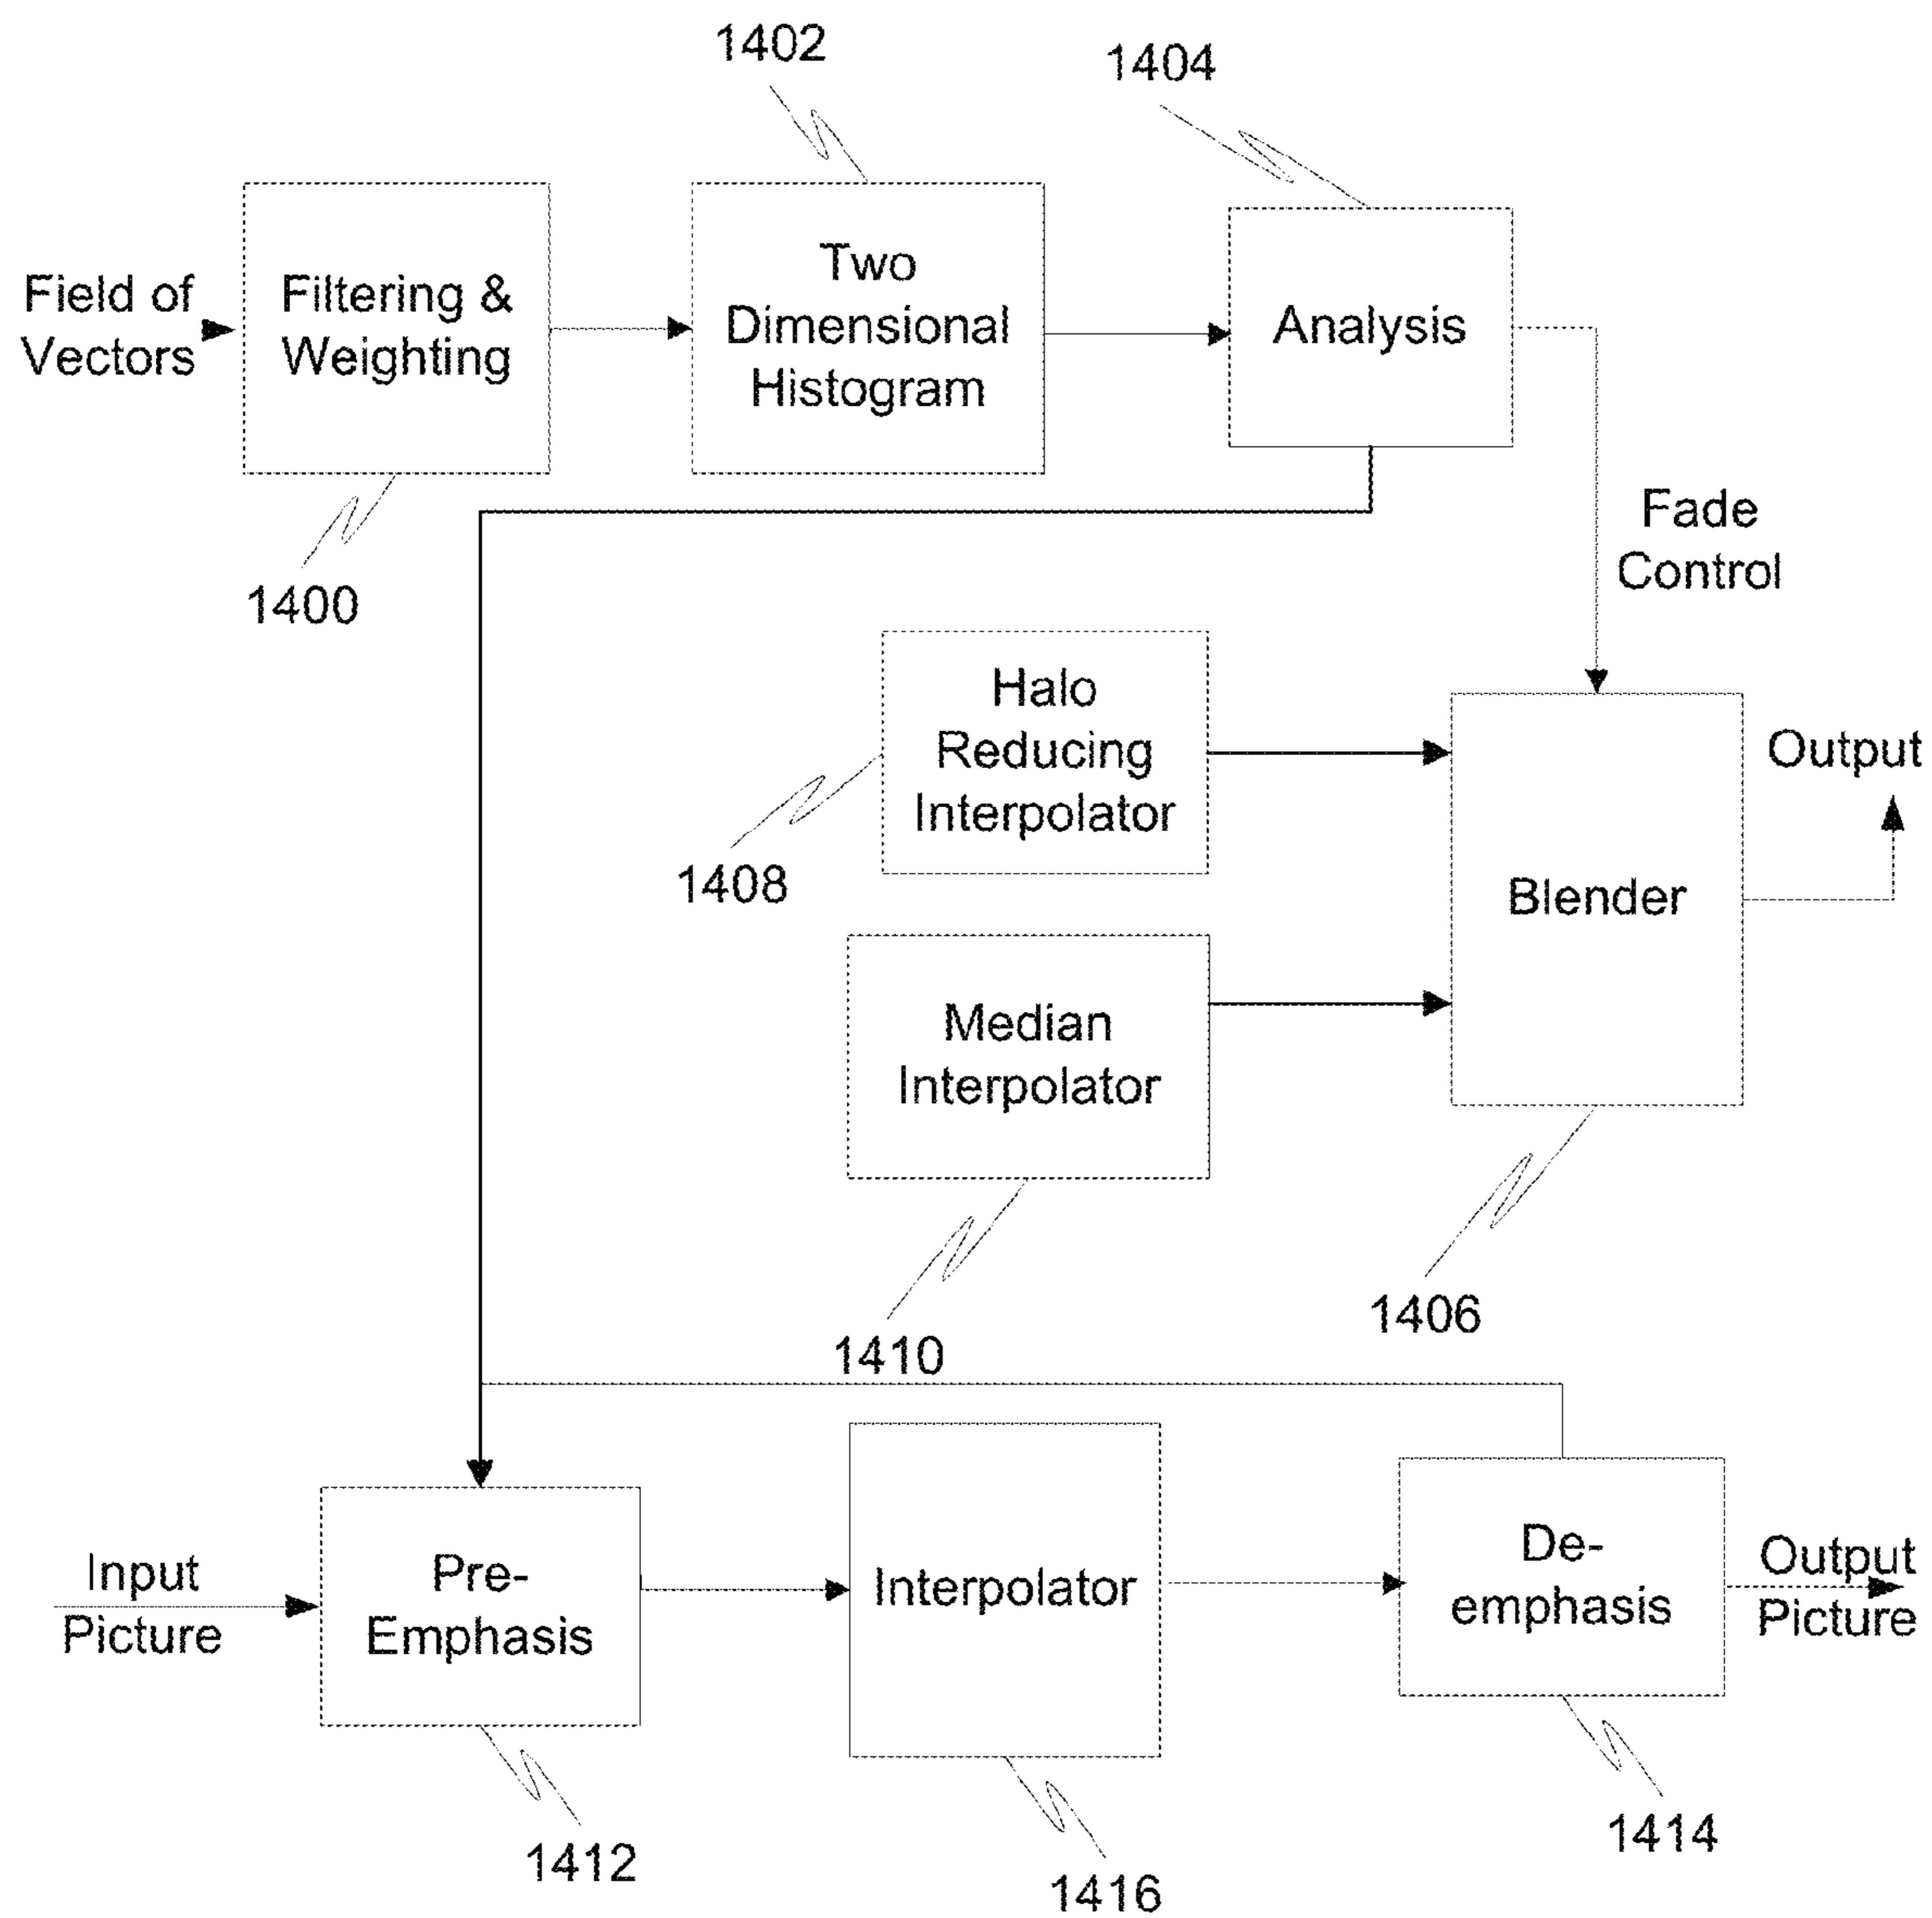 1402
1404
Field of
Vectors
Filtering &
Weighting
Two
Dimensional
Histogram
Analysis
1400
Fade
Control
Halo
Reducing
Interpolator
1408
Output
Blender
Median
Interpolator
1410
1406
Input
Picture
Pre-
Emphasis
Interpolator
De-
emphasis
Output
Picture
1412
1416
1414